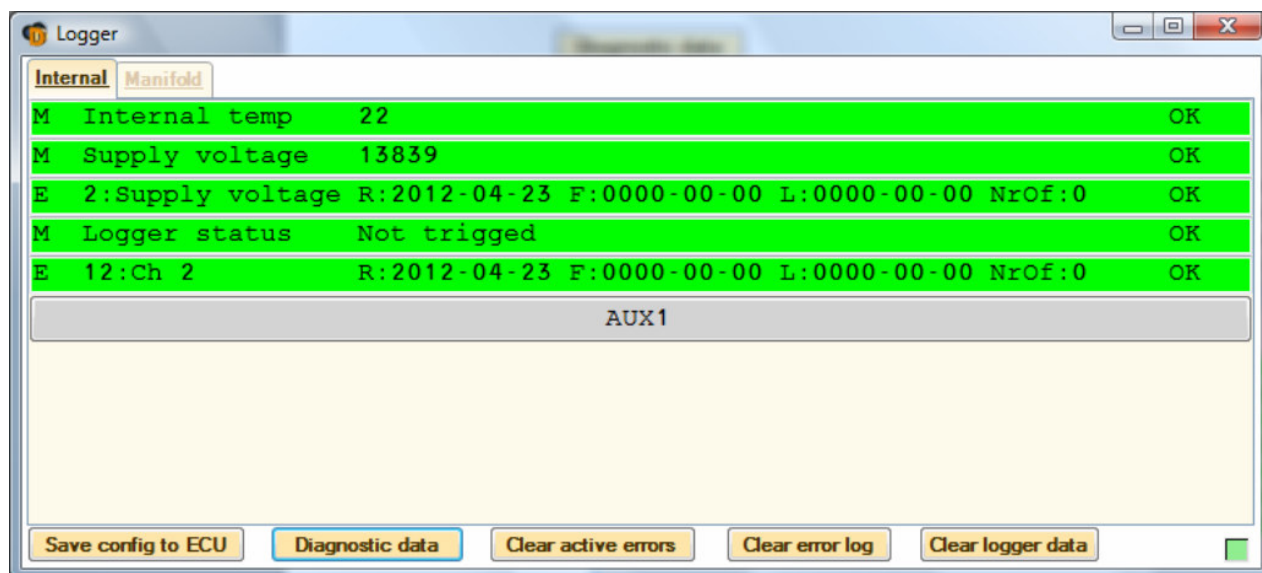 Logger
Internal Manifold
M Internal temp 22 OK
M Supply voltage 13839 OK
E 2:Supply voltage R:2012-04-23 F:0000-00-00 L:0000-00-00 NrOf:0 OK
M Logger status Not trigged OK
E 12:Ch 2 R:2012-04-23 F:0000-00-00 L:0000-00-00 NrOf:0 OK
AUX1
Save config to ECU Diagnostic data Clear active errors Clear error log Clear logger data